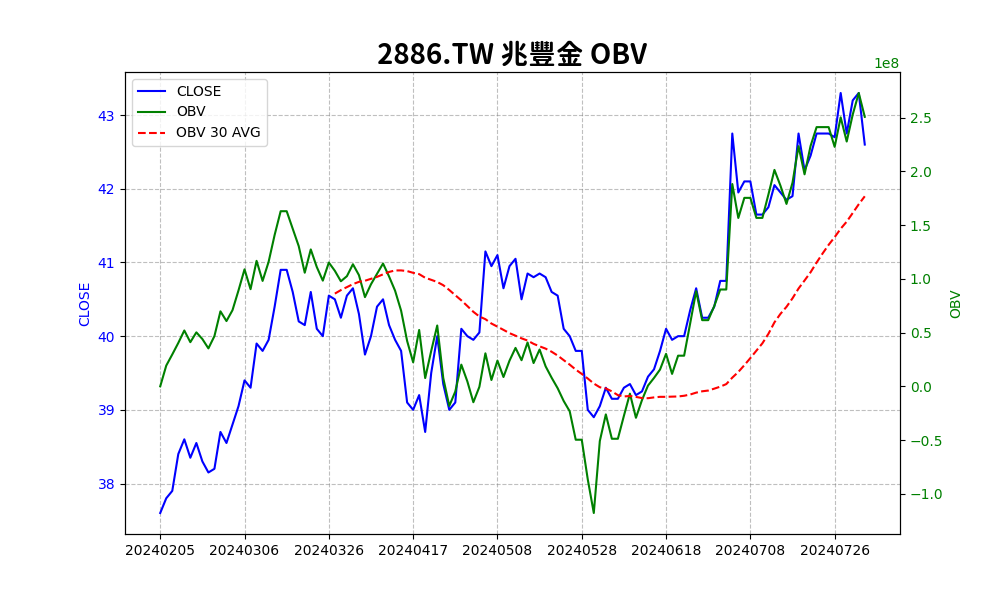 2886.TW 兆豐金 OBV
1e8
CLOSE
OBV
OBV 30 AVG
43
42
41
40
39
38
CLOSE
2.5
2.0
1.5
1.0
0.5
0.0
−0.5
−1.0
OBV
20240205 20240306 20240326 20240417 20240508 20240528 20240618 20240708 20240726